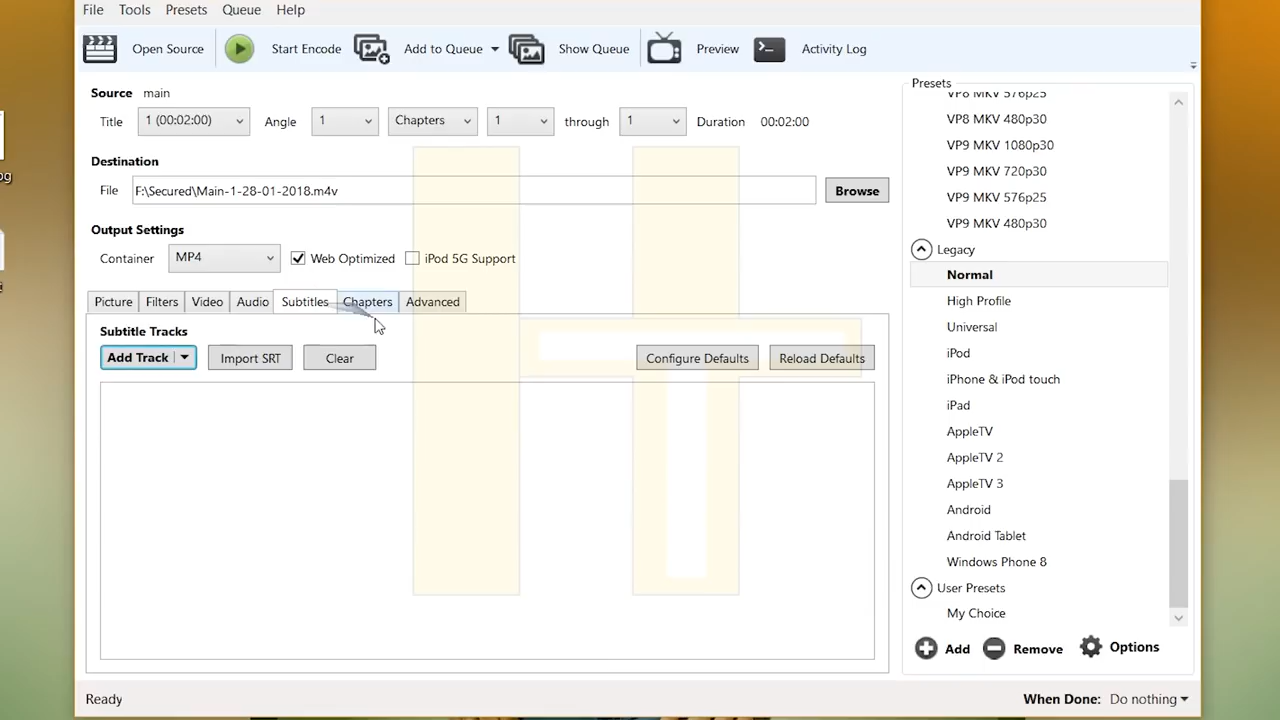 File Tools Presets Queue Help
Open Source Start Encode Add to Queue Show Queue Preview Activity Log
Source main
Title 1 (00:02:00) Angle 1 Chapters 1 through 1 Duration 00:02:00
Destination
File F:\Secured\Main-1-28-01-2018.m4v Browse
Output Settings
Container MP4 Web Optimized iPod 5G Support
Picture Filters Video Audio Subtitles Chapters Advanced
Subtitle Tracks
Add Track Import SRT Clear Configure Defaults Reload Defaults
Presets
VP8 MKV 576p25
VP8 MKV 480p30
VP9 MKV 1080p30
VP9 MKV 720p30
VP9 MKV 576p25
VP9 MKV 480p30
Legacy
Normal
High Profile
Universal
iPod
iPhone & iPod touch
iPad
AppleTV
AppleTV 2
AppleTV 3
Android
Android Tablet
Windows Phone 8
User Presets
My Choice
Add Remove Options
Ready When Done: Do nothing